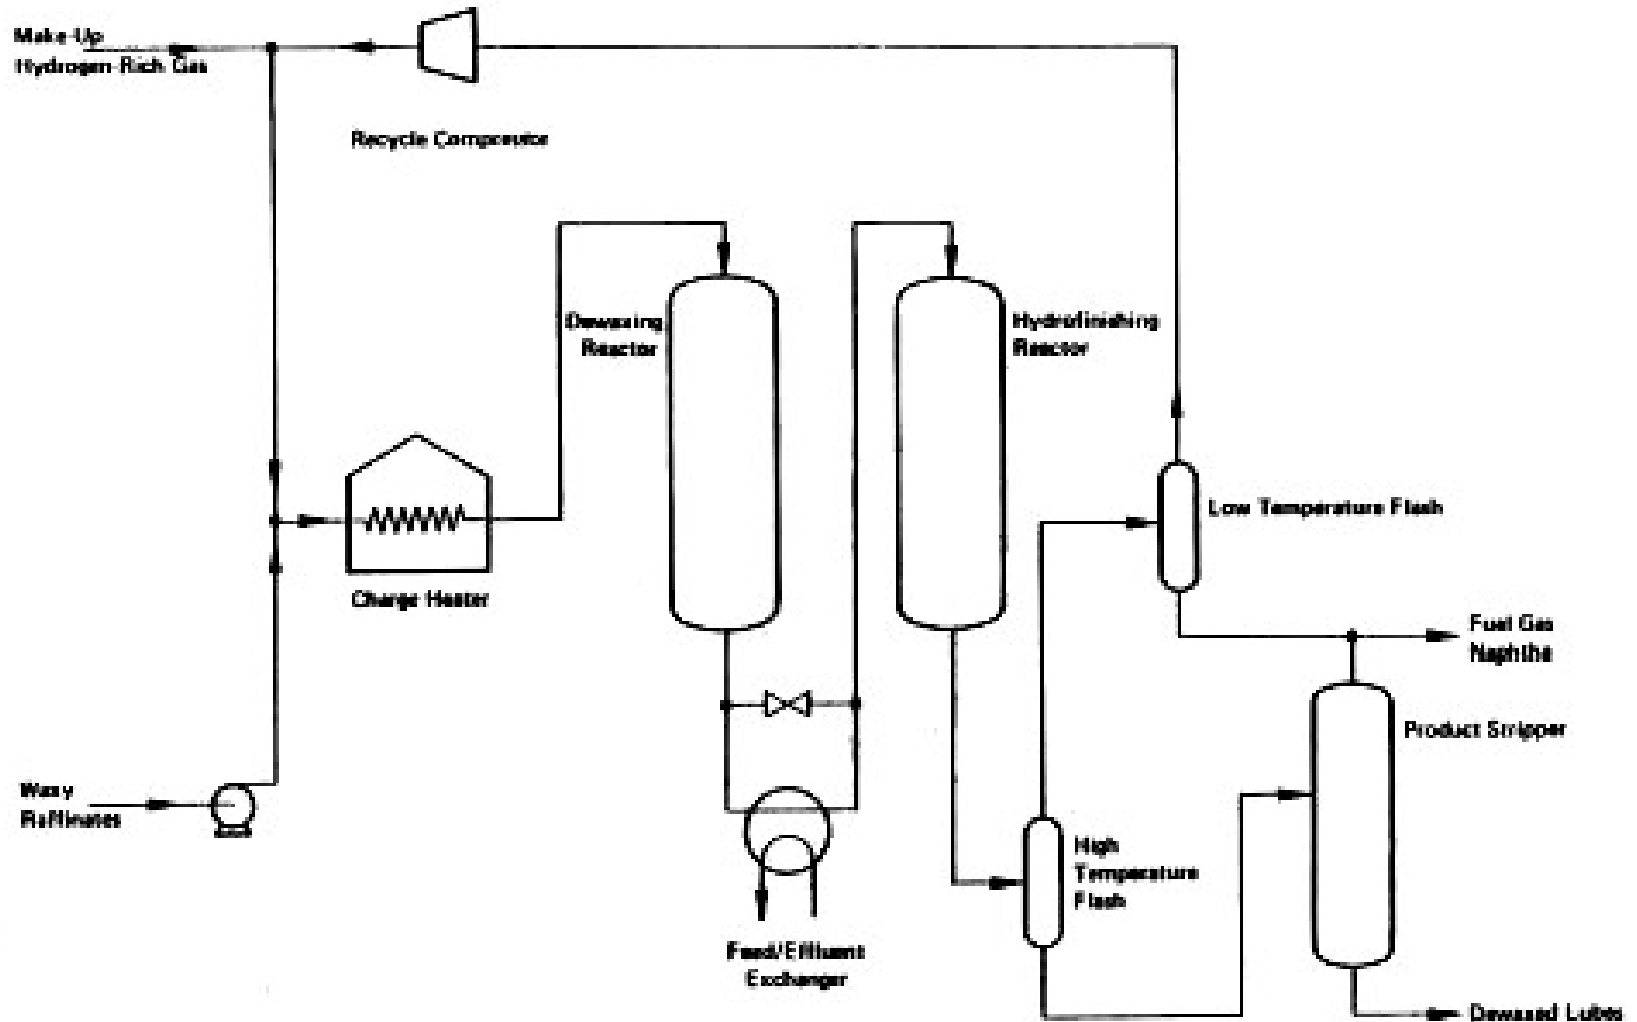 Make-Up
Hydrogen-Rich Gas
Recycle Compressor
Dewaxing
Reactor
Hydrofinishing
Reactor
Low Temperature Flash
Charge Heater
Fuel Gas
Naphtha
Product Stripper
Waxy
Raffinates
High
Temperature
Flash
Feed/Effluent
Exchanger
Dewaxed Lubes